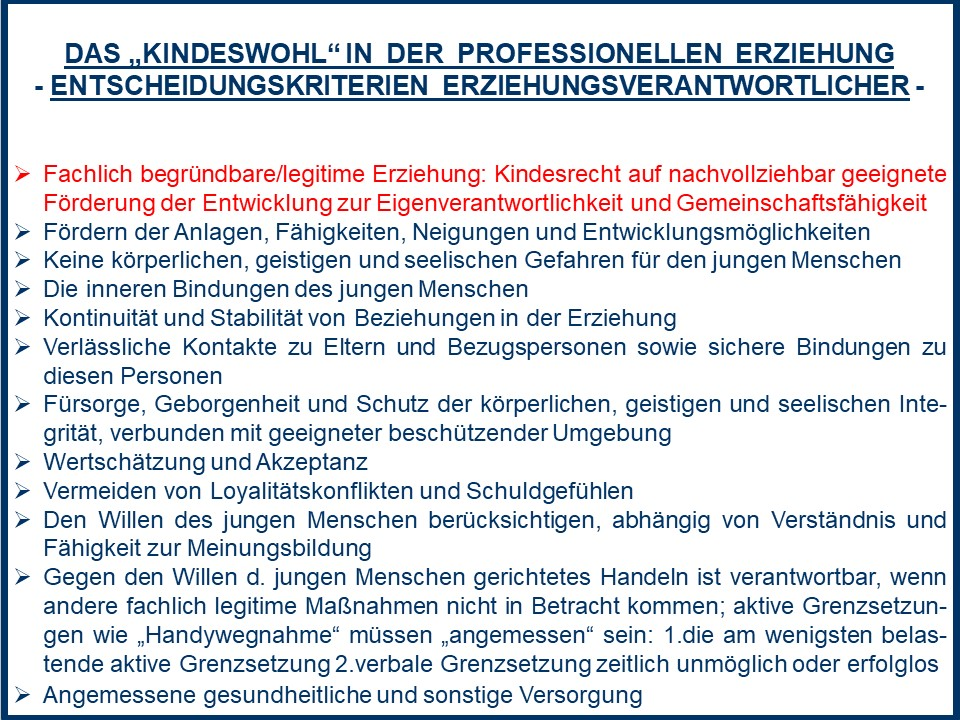 DAS „KINDESWOHL“ IN DER PROFESSIONELLEN ERZIEHUNG
- ENTSCHEIDUNGSKRITERIEN ERZIEHUNGSVERANTWORTLICHER -
➢ Fachlich begründbare/legitime Erziehung: Kindesrecht auf nachvollziehbar geeignete
Förderung der Entwicklung zur Eigenverantwortlichkeit und Gemeinschaftsfähigkeit
➢ Fördern der Anlagen, Fähigkeiten, Neigungen und Entwicklungsmöglichkeiten
➢ Keine körperlichen, geistigen und seelischen Gefahren für den jungen Menschen
➢ Die inneren Bindungen des jungen Menschen
➢ Kontinuität und Stabilität von Beziehungen in der Erziehung
➢ Verlässliche Kontakte zu Eltern und Bezugspersonen sowie sichere Bindungen zu
diesen Personen
➢ Fürsorge, Geborgenheit und Schutz der körperlichen, geistigen und seelischen Inte-
grität, verbunden mit geeigneter beschützender Umgebung
➢ Wertschätzung und Akzeptanz
➢ Vermeiden von Loyalitätskonflikten und Schuldgefühlen
➢ Den Willen des jungen Menschen berücksichtigen, abhängig von Verständnis und
Fähigkeit zur Meinungsbildung
➢ Gegen den Willen d. jungen Menschen gerichtetes Handeln ist verantwortbar, wenn
andere fachlich legitime Maßnahmen nicht in Betracht kommen; aktive Grenzsetzun-
gen wie „Handywegnahme“ müssen „angemessen“ sein: 1.die am wenigsten belas-
tende aktive Grenzsetzung 2.verbale Grenzsetzung zeitlich unmöglich oder erfolglos
➢ Angemessene gesundheitliche und sonstige Versorgung